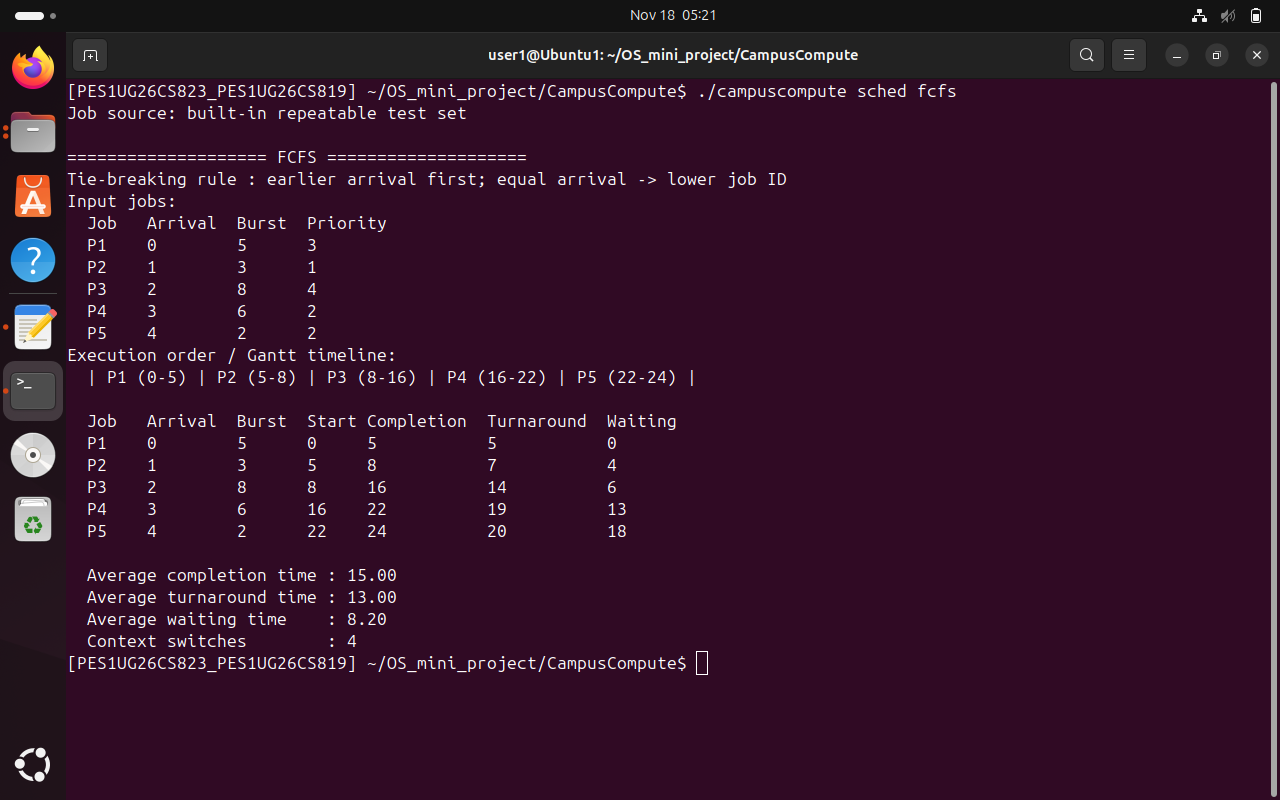 Nov 18  05:21
user1@Ubuntu1: ~/OS_mini_project/CampusCompute
[PES1UG26CS823_PES1UG26CS819] ~/OS_mini_project/CampusCompute$ ./campuscompute sched fcfs
Job source: built-in repeatable test set
==================== FCFS ====================
Tie-breaking rule : earlier arrival first; equal arrival -> lower job ID
Input jobs:
  Job   Arrival  Burst  Priority
  P1    0        5      3
  P2    1        3      1
  P3    2        8      4
  P4    3        6      2
  P5    4        2      2
Execution order / Gantt timeline:
  | P1 (0-5) | P2 (5-8) | P3 (8-16) | P4 (16-22) | P5 (22-24) |
  Job   Arrival  Burst  Start Completion  Turnaround  Waiting
  P1    0        5      0     5           5           0
  P2    1        3      5     8           7           4
  P3    2        8      8     16          14          6
  P4    3        6      16    22          19          13
  P5    4        2      22    24          20          18
  Average completion time : 15.00
  Average turnaround time : 13.00
  Average waiting time    : 8.20
  Context switches        : 4
[PES1UG26CS823_PES1UG26CS819] ~/OS_mini_project/CampusCompute$